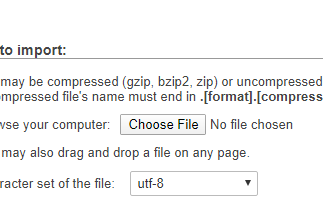 to import:
may be compressed (gzip, bzip2, zip) or uncompressed
mpressed file's name must end in .[format].[compress
wse your computer: Choose File No file chosen
may also drag and drop a file on any page.
racter set of the file: utf-8